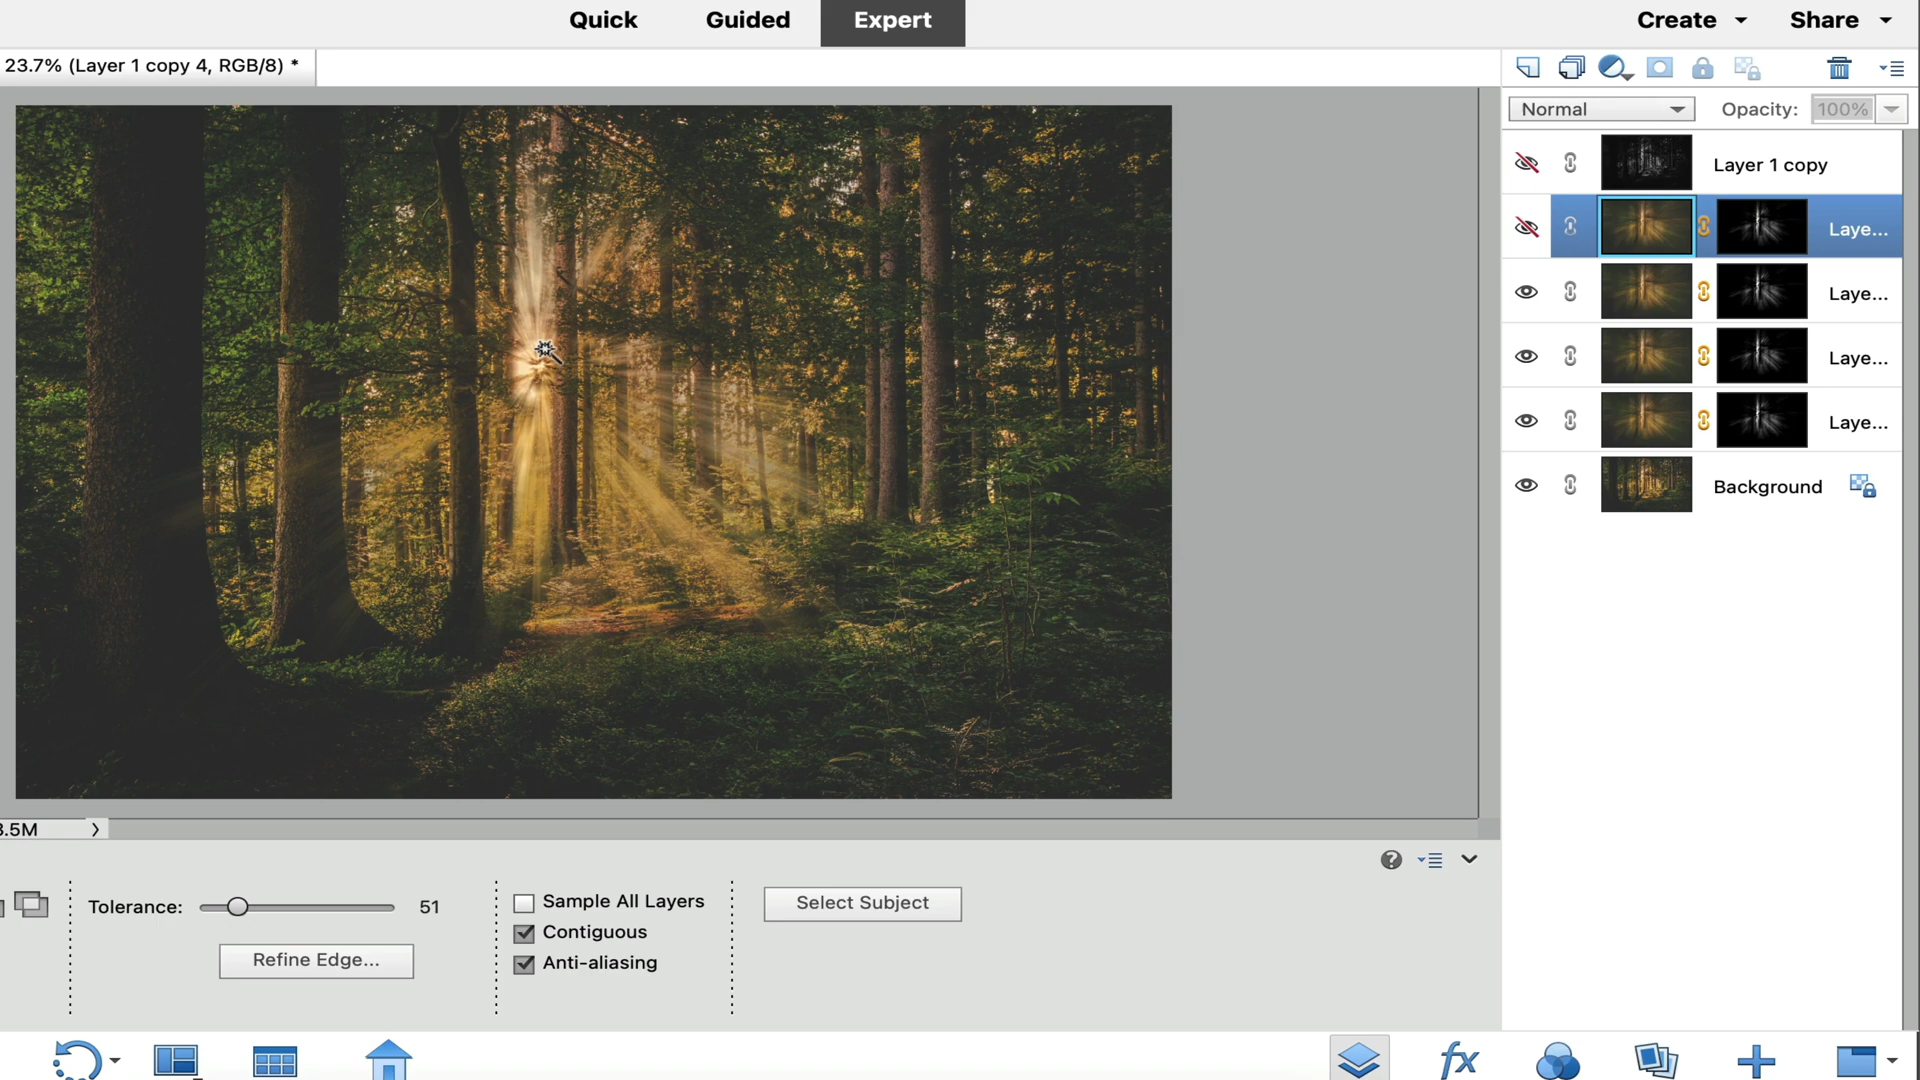 Quick Guided Expert Create Share
23.7% (Layer 1 copy 4, RGB/8) *
Normal Opacity: 100%
Layer 1 copy
Laye...
Laye...
Laye...
Laye...
Background
3.5M
Tolerance: 51
Refine Edge...
Sample All Layers
Contiguous
Anti-aliasing
Select Subject
fx